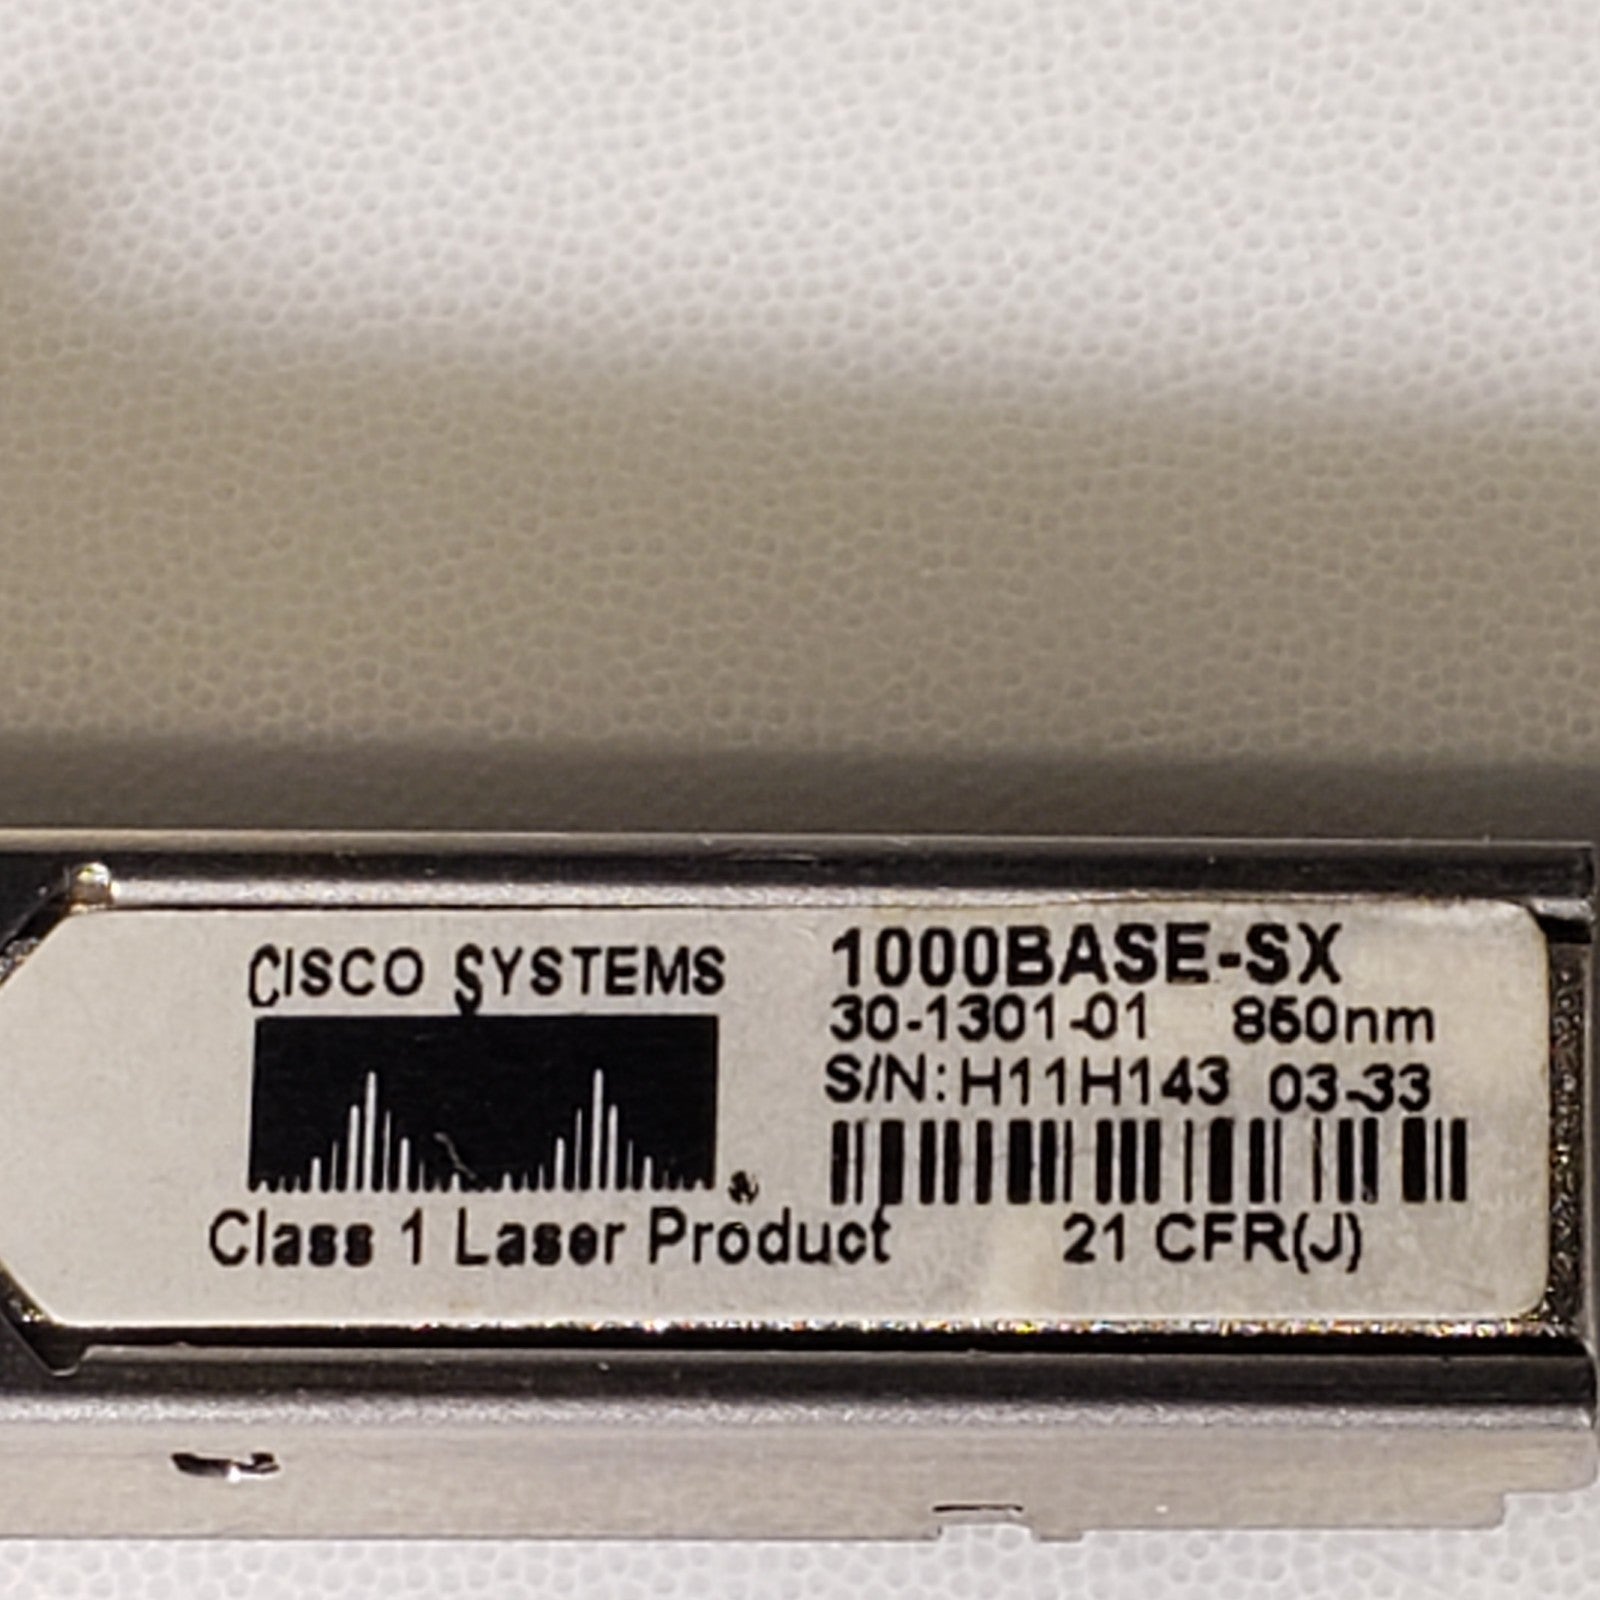 CISCO SYSTEMS
Class 1 Laser Product
1000BASE-SX
30-1301-01 850nm
S/N: H11H143 03-33
21 CFR(J)